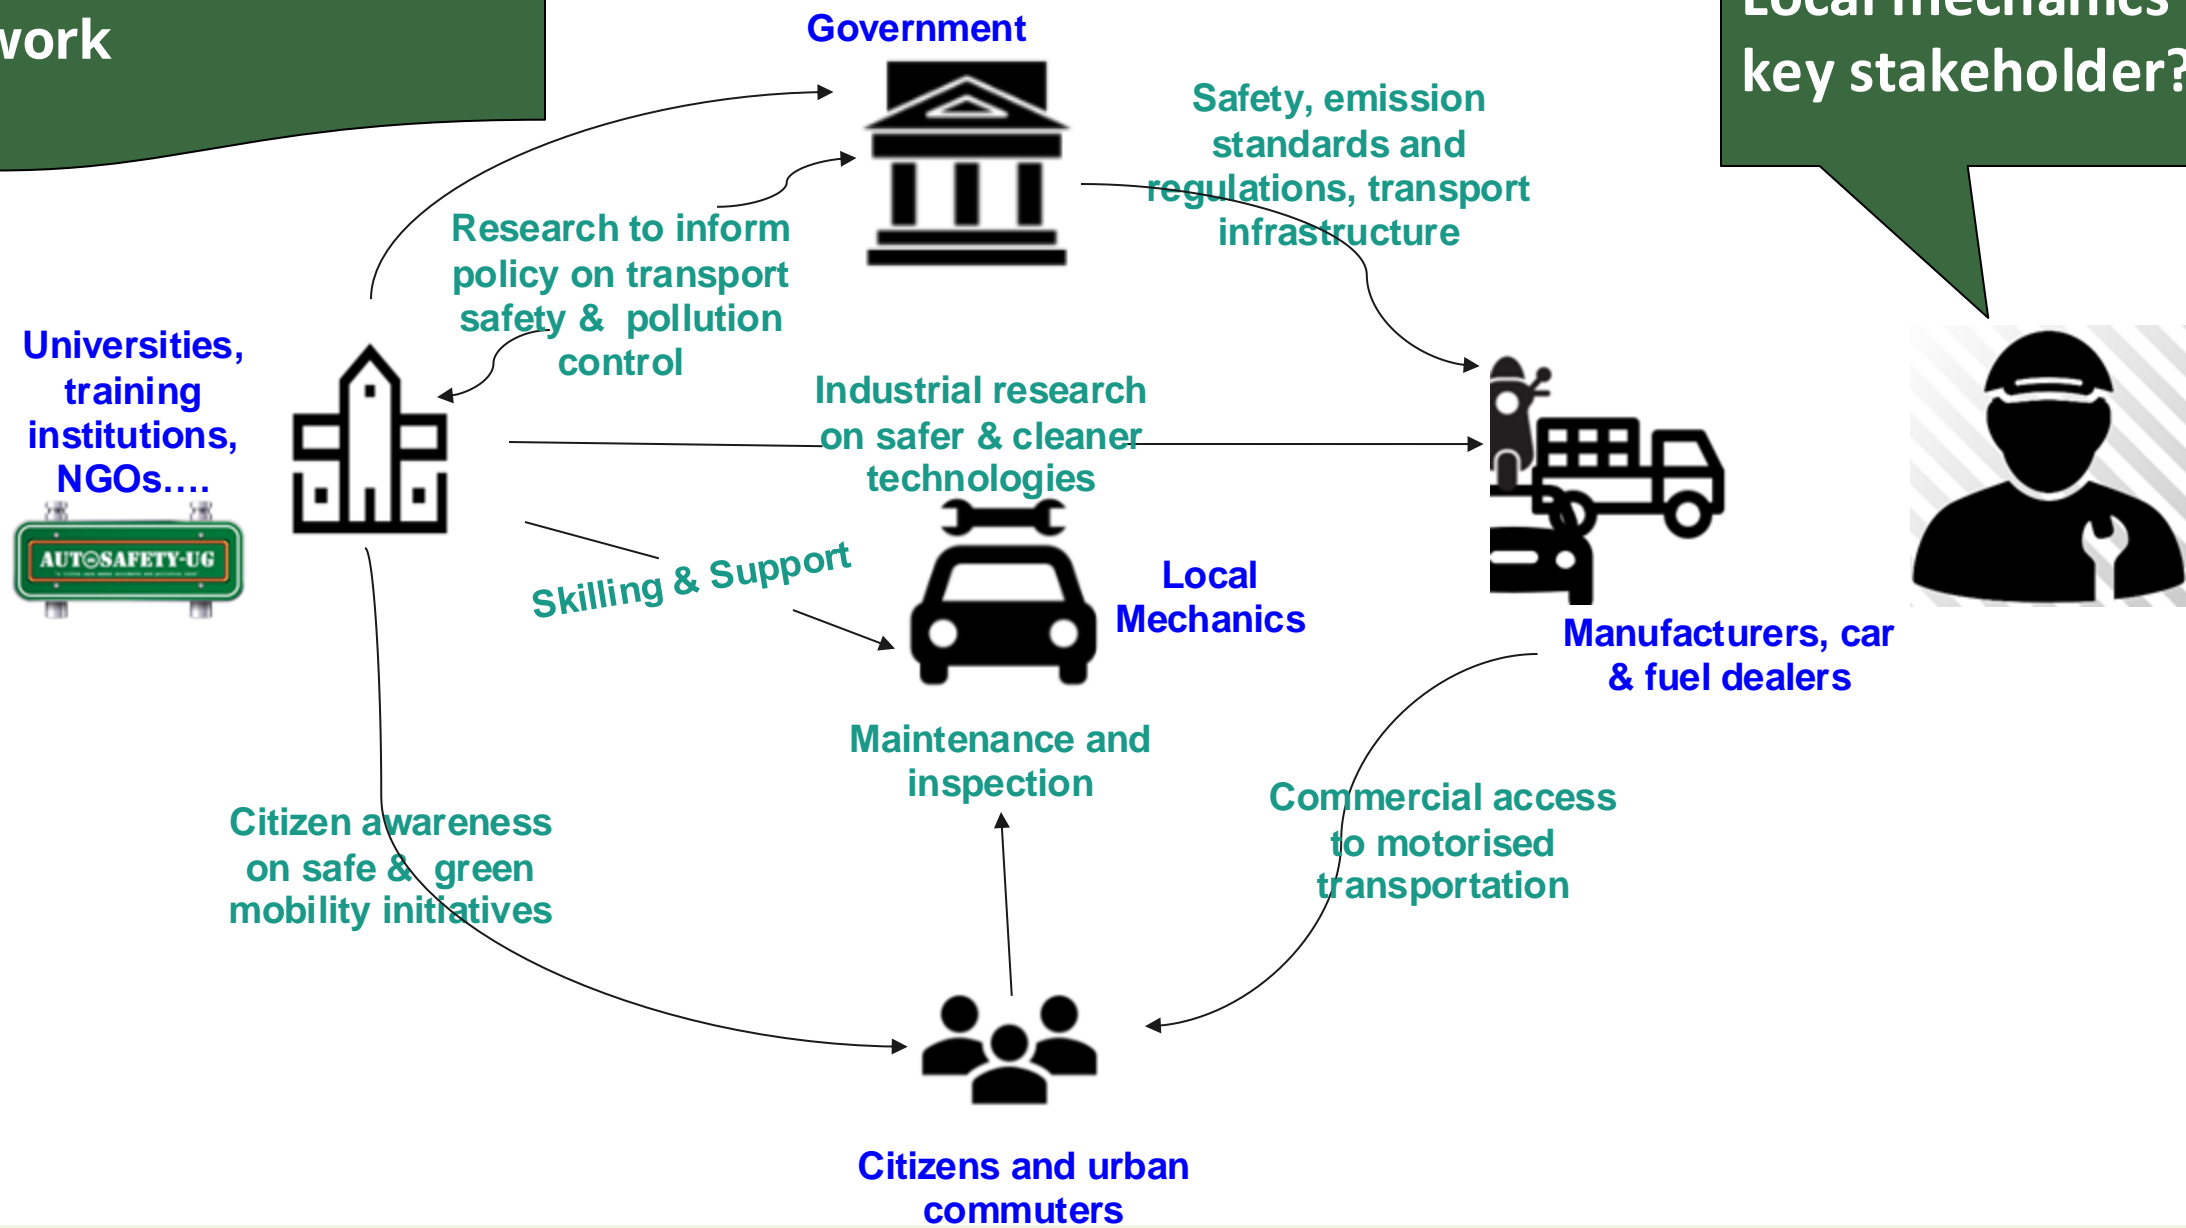 work
Local mechanics
key stakeholder?
Government
Safety, emission
standards and
regulations, transport
infrastructure
Research to inform
policy on transport
safety &  pollution
control
Universities,
training
institutions,
NGOs....
AUTOSAFETY-UG
Industrial research
on safer & cleaner
technologies
Skilling & Support
Local
Mechanics
Manufacturers, car
& fuel dealers
Maintenance and
inspection
Commercial access
to motorised
transportation
Citizen awareness
on safe &  green
mobility initiatives
Citizens and urban
commuters